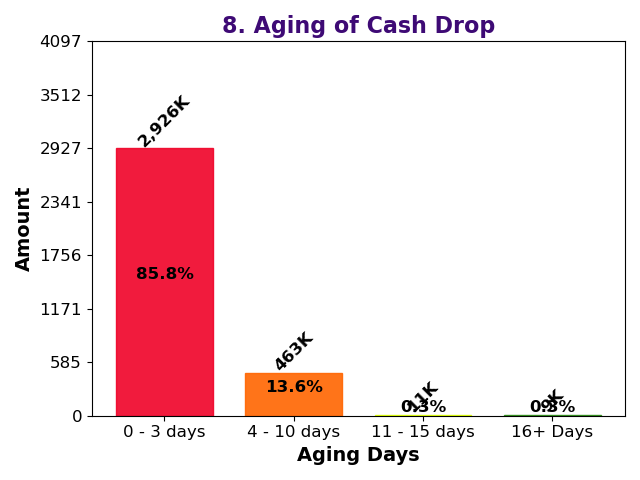 8. Aging of Cash Drop
4097
3512
2927
2341
1756
1171
585
0
Amount
2,926K
85.8%
463K
13.6%
11K
0.3%
9K
0.3%
0 - 3 days
4 - 10 days
11 - 15 days
16+ Days
Aging Days